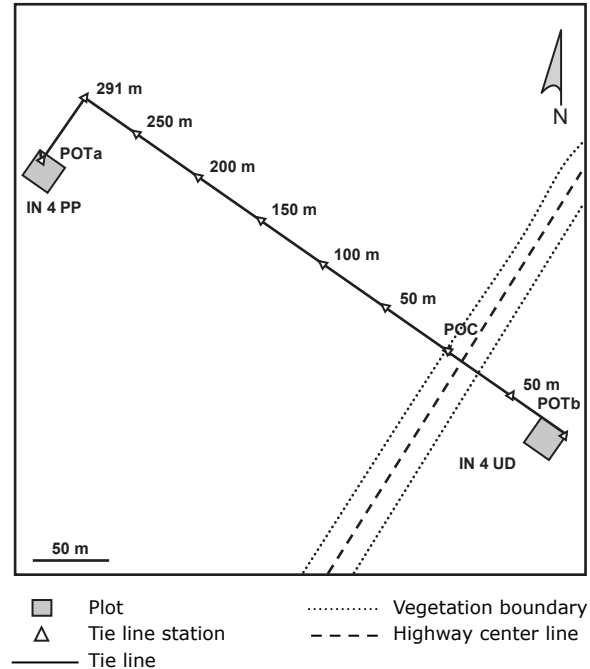 291 m
250 m
N
POTa
200 m
IN 4 PP
150 m
100 m
50 m
POC
50 m
POTb
IN 4 UD
50 m
Plot
Vegetation boundary
Tie line station
Highway center line
Tie line